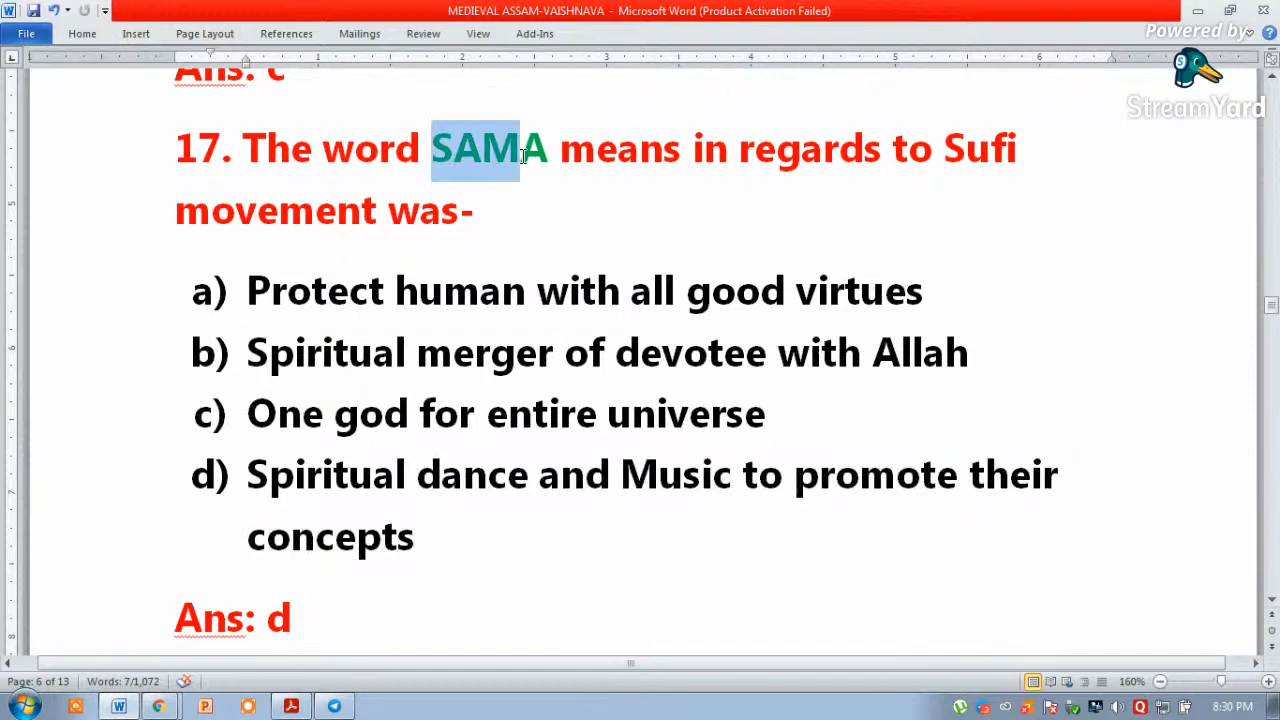 MEDIEVAL ASSAM-VAISHNAVA - Microsoft Word (Product Activation Failed)
File Home Insert Page Layout References Mailings Review View Add-Ins
Powered by
StreamYard
Ans: c
17. The word SAMA means in regards to Sufi
movement was-
a) Protect human with all good virtues
b) Spiritual merger of devotee with Allah
c) One god for entire universe
d) Spiritual dance and Music to promote their
concepts
Ans: d
Page: 6 of 13 Words: 7/1,072 160%
8:30 PM